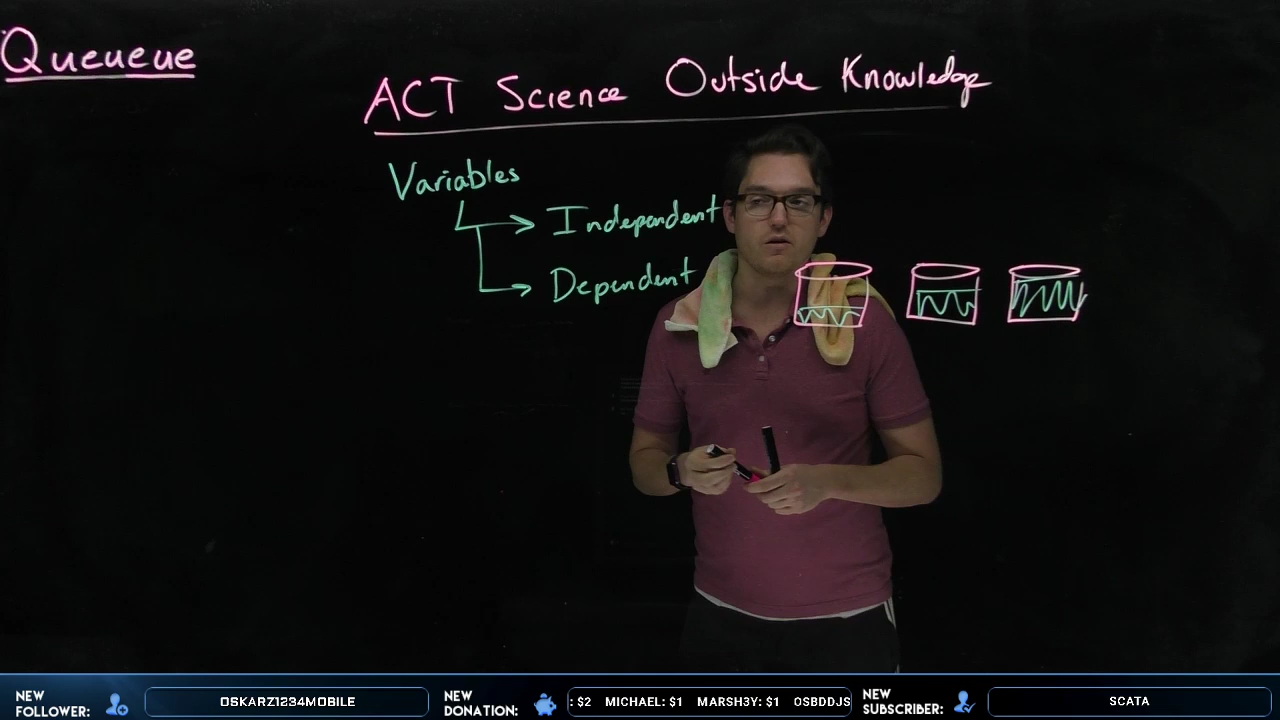 Queueue
ACT Science Outside Knowledge
Variables
Independent
Dependent
NEW FOLLOWER: OSKARZ1234MOBILE
NEW DONATION: : $2 MICHAEL: $1 MARSH3Y: $1 OSBDDJS
NEW SUBSCRIBER: SCATA